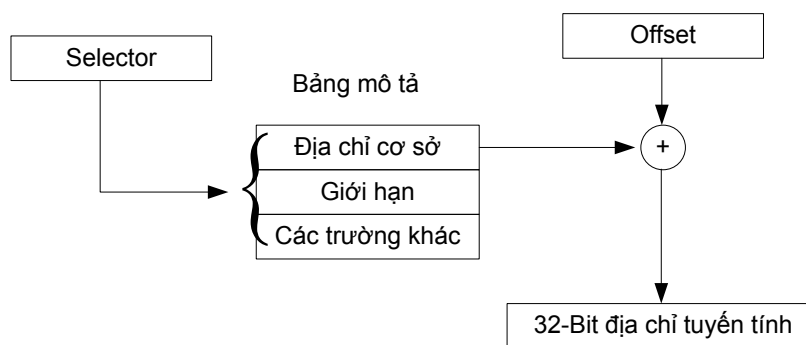 Offset
Selector
Bảng mô tả
Địa chỉ cơ sở
+
Giới hạn
Các trường khác
32-Bit địa chỉ tuyến tính